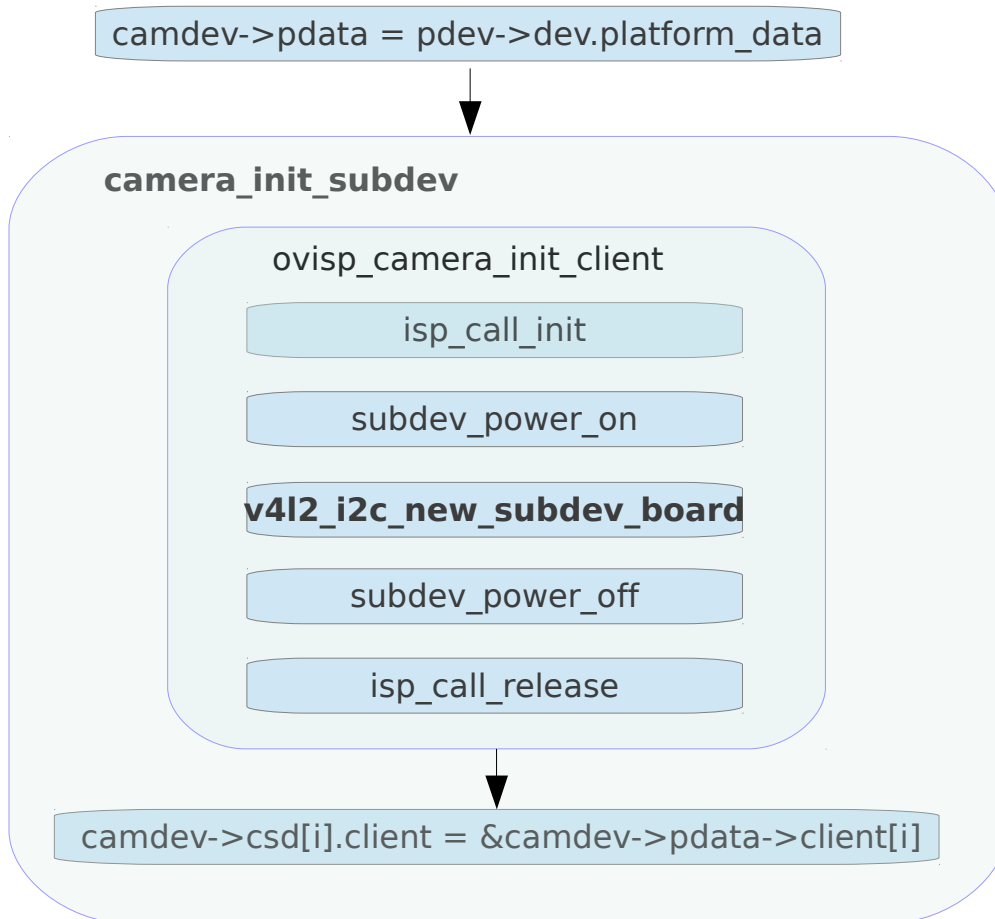 camdev->pdata = pdev->dev.platform_data
camera_init_subdev
ovisp_camera_init_client
isp_call_init
subdev_power_on
v4l2_i2c_new_subdev_board
subdev_power_off
isp_call_release
camdev->csd[i].client = &camdev->pdata->client[i]